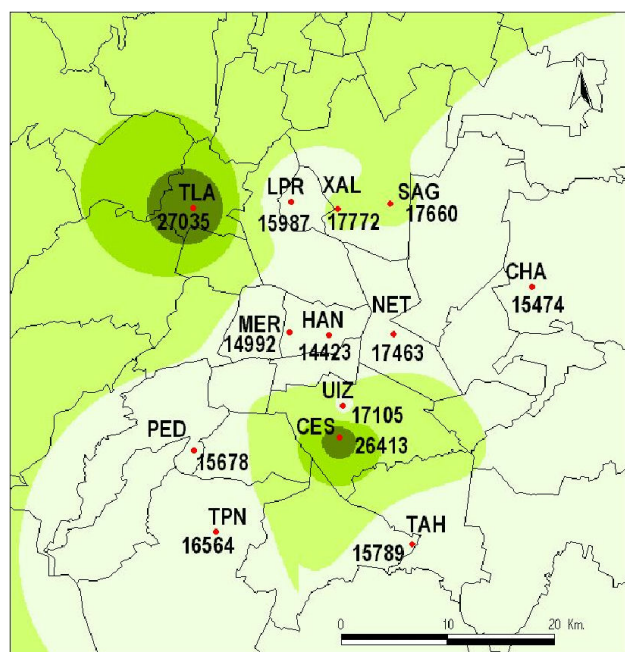 N
TLA
27035
LPR
15987
XAL
17772
SAG
17660
CHA
15474
MER
14992
HAN
14423
NET
17463
UIZ
17105
CES
26413
PED
15678
TPN
16564
TAH
15789
0 10 20 Km.